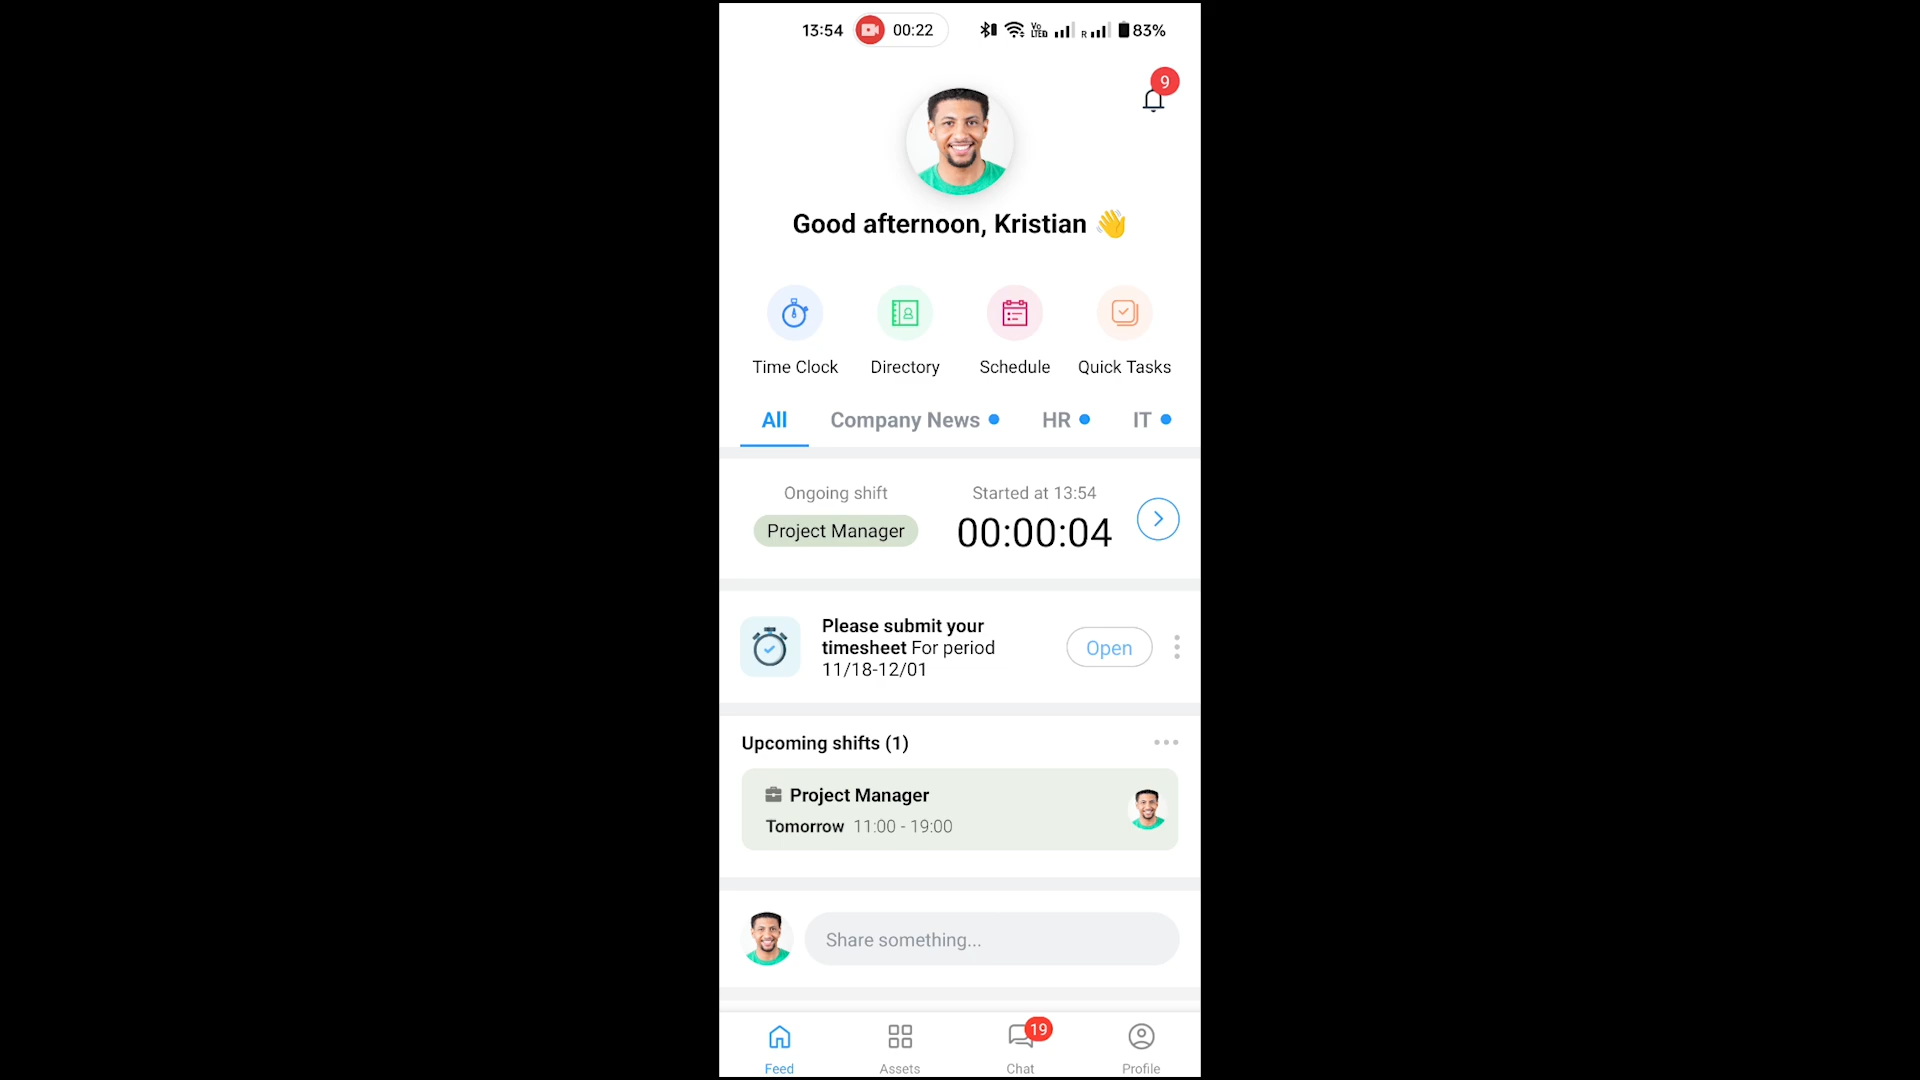 13:54 00:22 Vo LTE R 83%
9
Good afternoon, Kristian 👋
Time Clock Directory Schedule Quick Tasks
All Company News HR IT
Ongoing shift Started at 13:54
Project Manager 00:00:04
Please submit your
timesheet For period
11/18-12/01
Open
Upcoming shifts (1)
Project Manager
Tomorrow 11:00 - 19:00
Share something...
19
Feed Assets Chat Profile